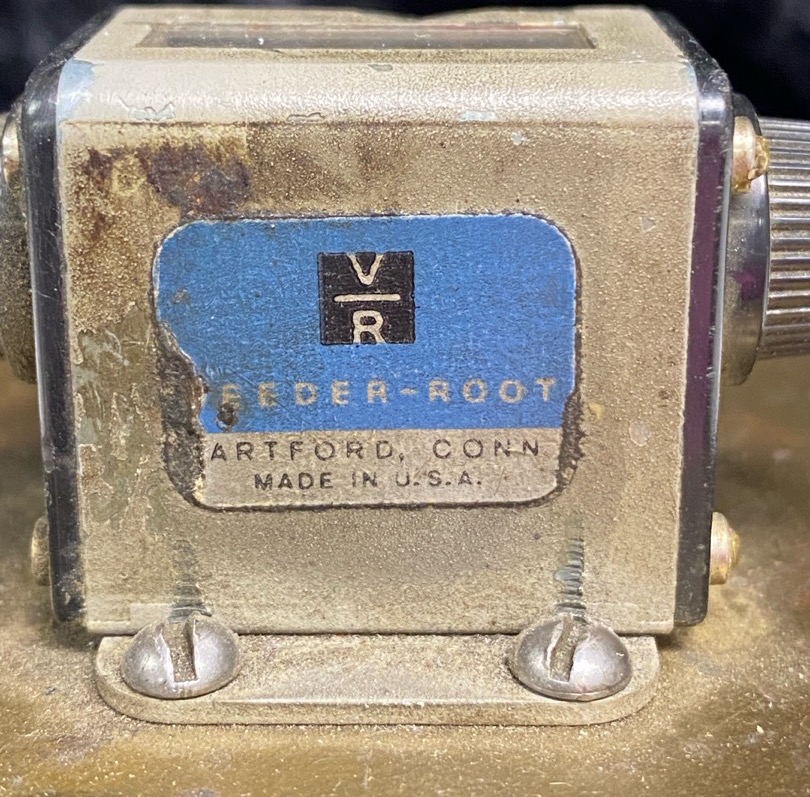 V
R
EEDER-ROOT
ARTFORD, CONN
MADE IN U.S.A.